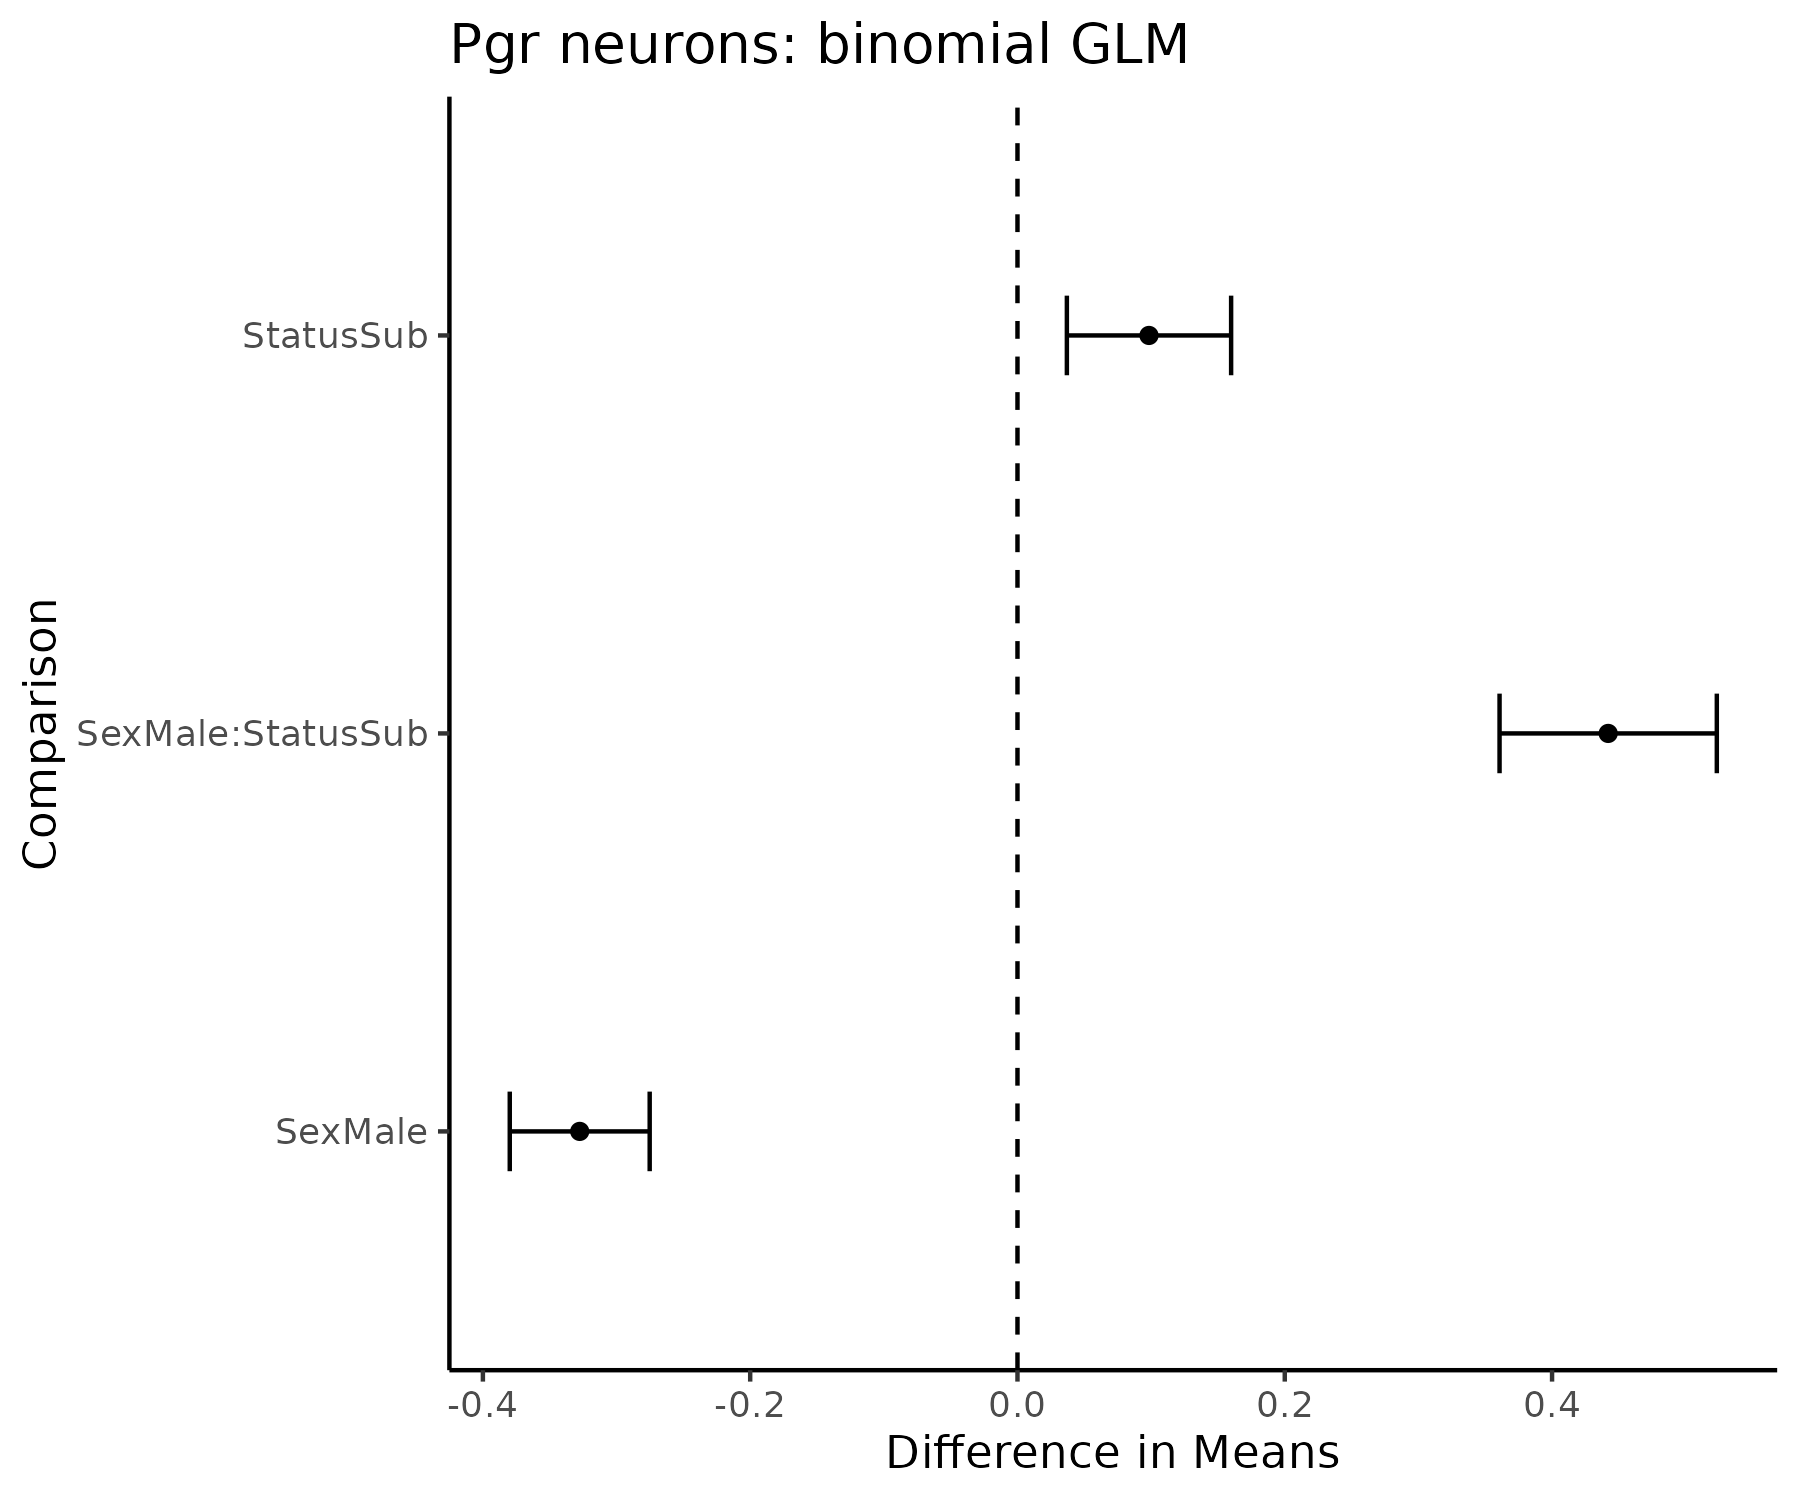 Pgr neurons: binomial GLM
Comparison
StatusSub
SexMale:StatusSub
SexMale
-0.4 -0.2 0.0 0.2 0.4
Difference in Means